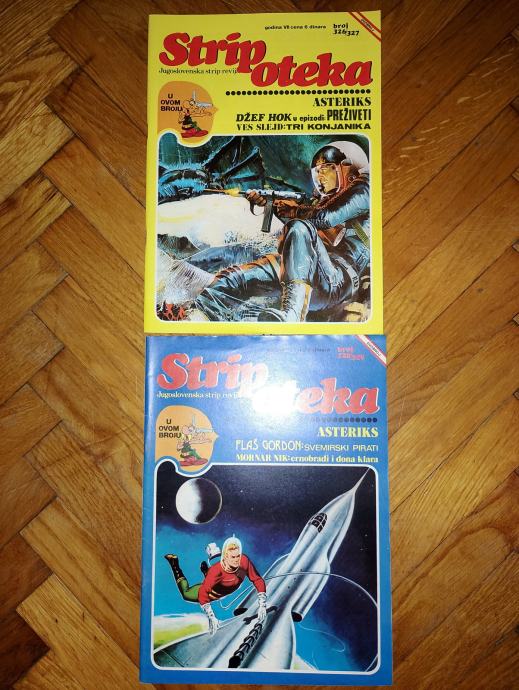 godina VII cena 6 dinara
broj
326/327
Strip
oteka
Jugoslovenska strip revija
U
OVOM
BROJU
ASTERIKS
DŽEF HOK u epizodi PREŽIVETI
VES SLEJD: TRI KONJANIKA
broj
Strip
oteka
Jugoslovenska strip revija
U
OVOM
BROJU
ASTERIKS
FLAŠ GORDON: SVEMIRSKI PIRATI
MORNAR NIK: crnobradi i dona klara